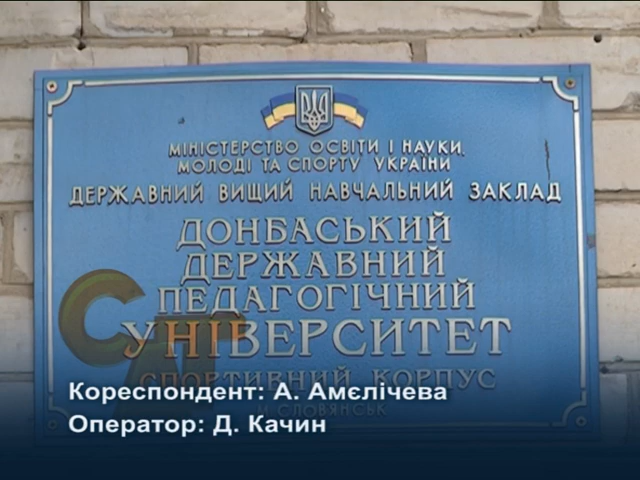 МІНІСТЕРСТВО ОСВІТИ І НАУКИ,
МОЛОДІ ТА СПОРТУ УКРАЇНИ
ДЕРЖАВНИЙ ВИЩИЙ НАВЧАЛЬНИЙ ЗАКЛАД
ДОНБАСЬКИЙ
ДЕРЖАВНИЙ
ПЕДАГОГІЧНИЙ
УНІВЕРСИТЕТ
СПОРТИВНИЙ КОРПУС
М. СЛОВЯНСЬК
Кореспондент: А. Амєлічева
Оператор: Д. Качин